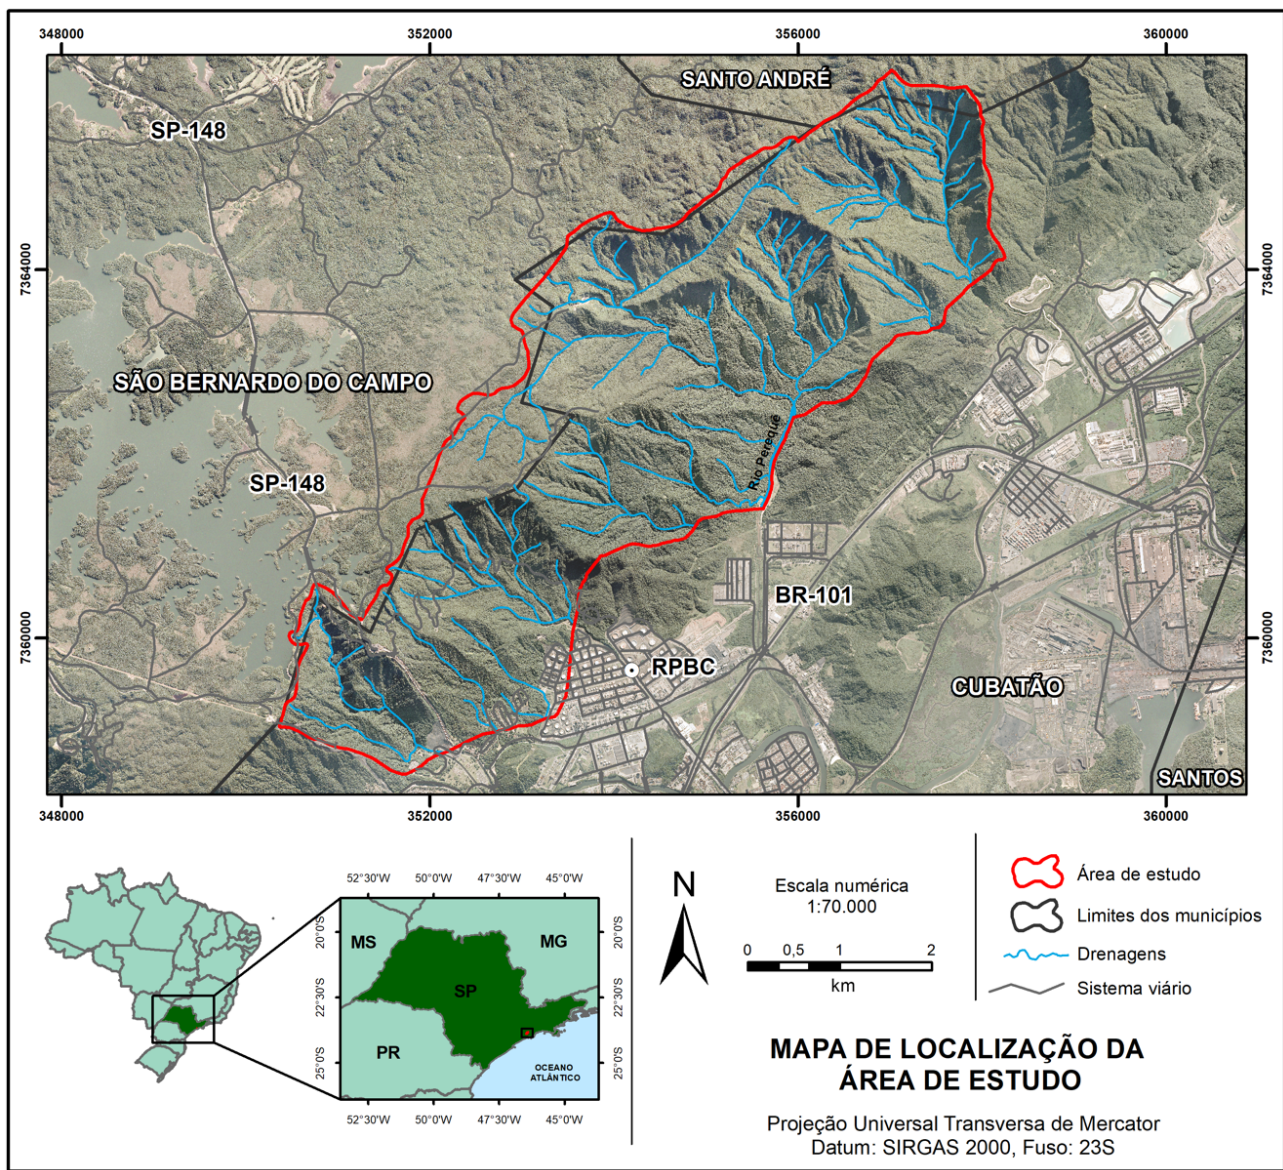 348000
352000
356000
360000
SANTO ANDRÉ
SP-148
7364000
7364000
SÃO BERNARDO DO CAMPO
Rio Perequê
SP-148
BR-101
7360000
7360000
RPBC
CUBATÃO
SANTOS
348000
352000
356000
360000
52°30'W
50°0'W
47°30'W
45°0'W
20°0'S
20°0'S
MS
MG
SP
22°30'S
22°30'S
PR
25°0'S
25°0'S
OCEANO
ATLÂNTICO
52°30'W
50°0'W
47°30'W
45°0'W
N
Escala numérica
1:70.000
0
0,5
1
2
km
Área de estudo
Limites dos municípios
Drenagens
Sistema viário
MAPA DE LOCALIZAÇÃO DA
ÁREA DE ESTUDO
Projeção Universal Transversa de Mercator
Datum: SIRGAS 2000, Fuso: 23S